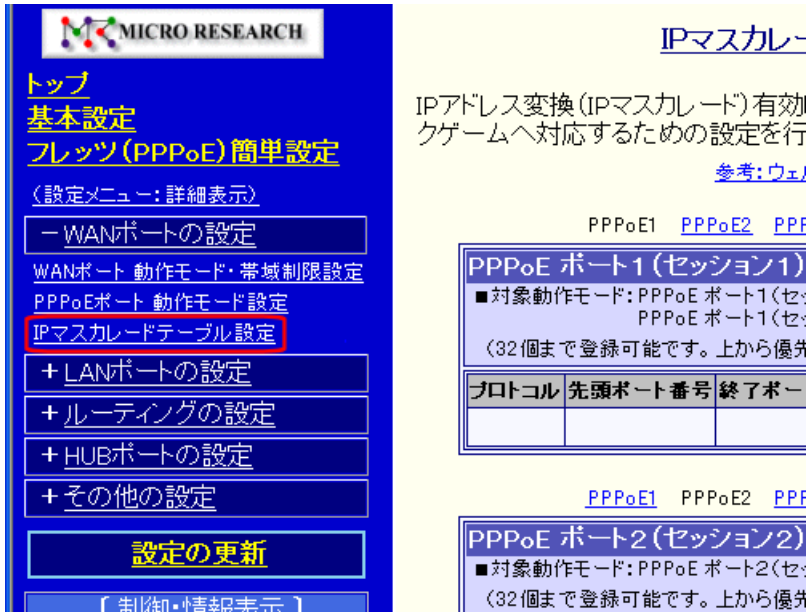 MICRO RESEARCH
トップ
基本設定
フレッツ(PPPoE)簡単設定
(設定メニュー:詳細表示)
－WANポートの設定
WANポート 動作モード・帯域制限設定
PPPoEポート 動作モード設定
IPマスカレードテーブル設定
+LANポートの設定
+ルーティングの設定
+HUBポートの設定
+その他の設定
設定の更新
[ 制御・情報表示 ]
IPマスカレー
IPアドレス変換(IPマスカレード)有効
クゲームへ対応するための設定を行
参考:ウェ
PPPoE1 PPPoE2 PPP
PPPoE ポート1(セッション1)
■対象動作モード:PPPoE ポート1(セッ
PPPoE ポート1(セッ
(32個まで登録可能です。上から優先
プロトコル 先頭ポート番号 終了ポー
PPPoE1 PPPoE2 PPP
PPPoE ポート2(セッション2)
■対象動作モード:PPPoE ポート2(セッ
(32個まで登録可能です。上から優先